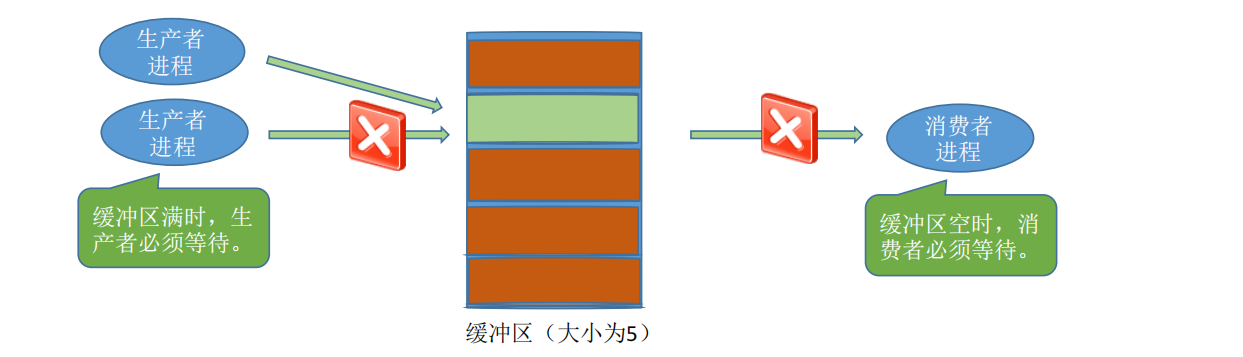 生产者
进程
生产者
进程
缓冲区满时，生
产者必须等待。
消费者
进程
缓冲区空时，消
费者必须等待。
缓冲区（大小为5）